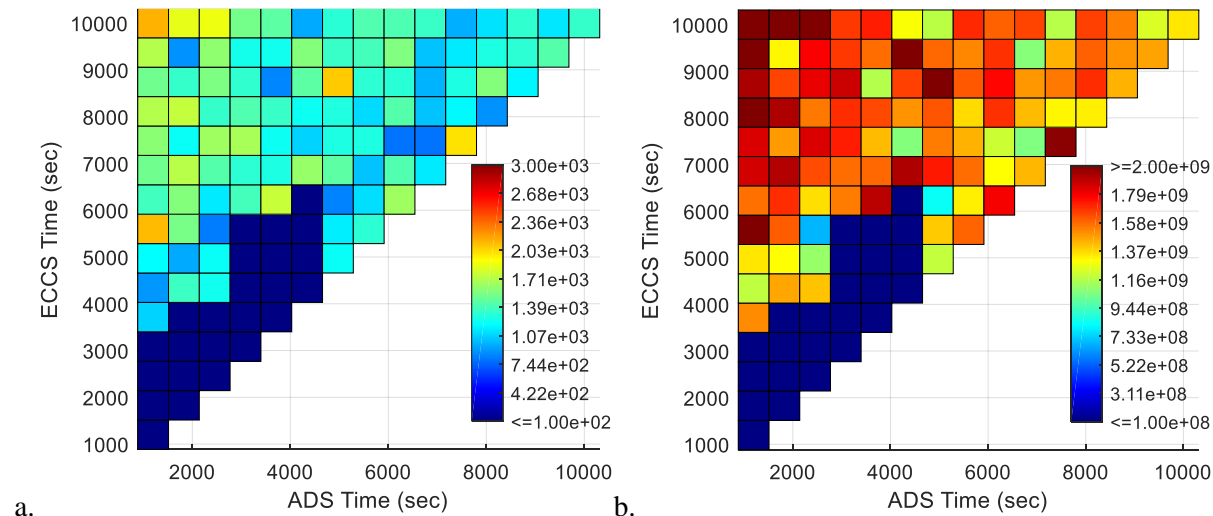 10000
9000
8000
7000
6000
5000
4000
3000
2000
1000
ECCS Time (sec)
2000 4000 6000 8000 10000
ADS Time (sec)
3.00e+03
2.68e+03
2.36e+03
2.03e+03
1.71e+03
1.39e+03
1.07e+03
7.44e+02
4.22e+02
<=1.00e+02
a.
10000
9000
8000
7000
6000
5000
4000
3000
2000
1000
ECCS Time (sec)
2000 4000 6000 8000 10000
ADS Time (sec)
>=2.00e+09
1.79e+09
1.58e+09
1.37e+09
1.16e+09
9.44e+08
7.33e+08
5.22e+08
3.11e+08
<=1.00e+08
b.